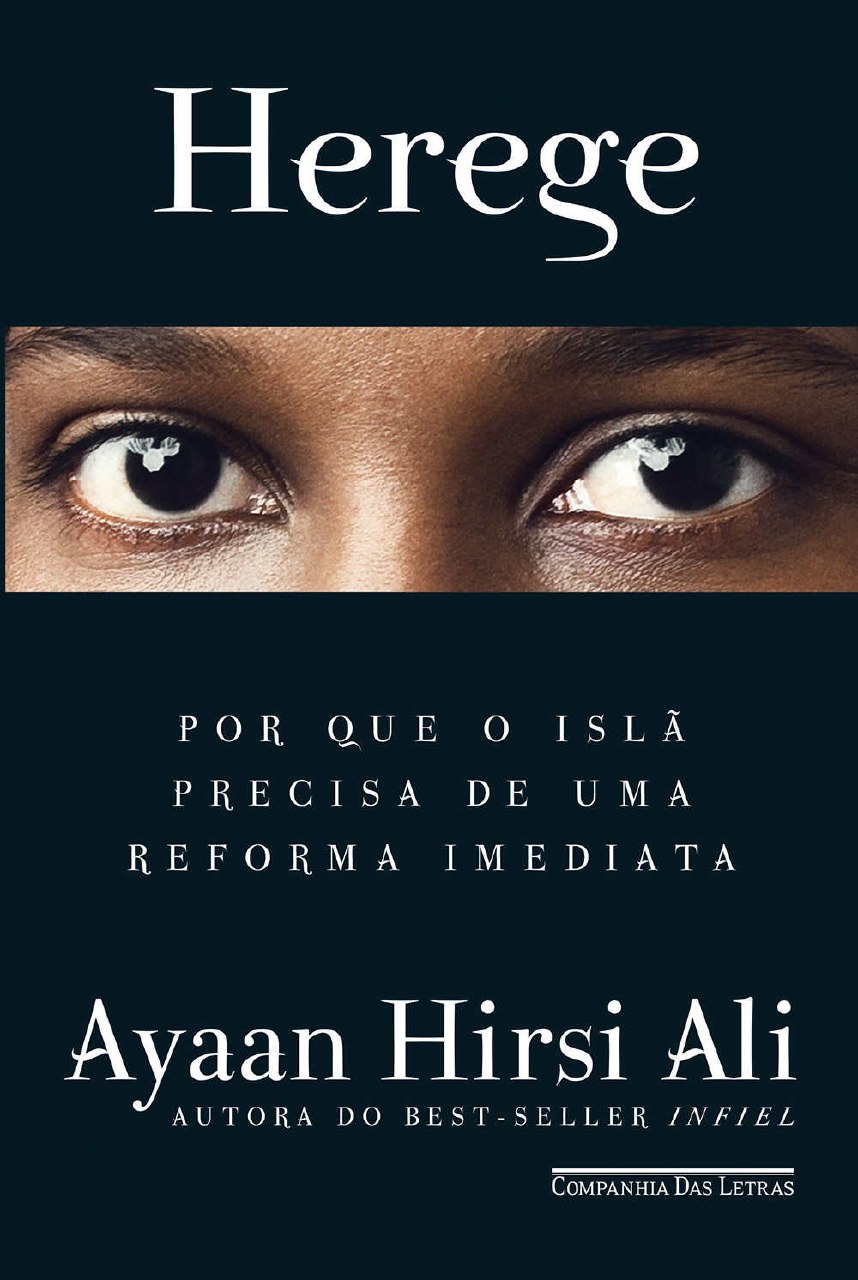 Herege
POR QUE O ISLÃ
PRECISA DE UMA
REFORMA IMEDIATA
Ayaan Hirsi Ali
AUTORA DO BEST-SELLER INFIEL
COMPANHIA DAS LETRAS